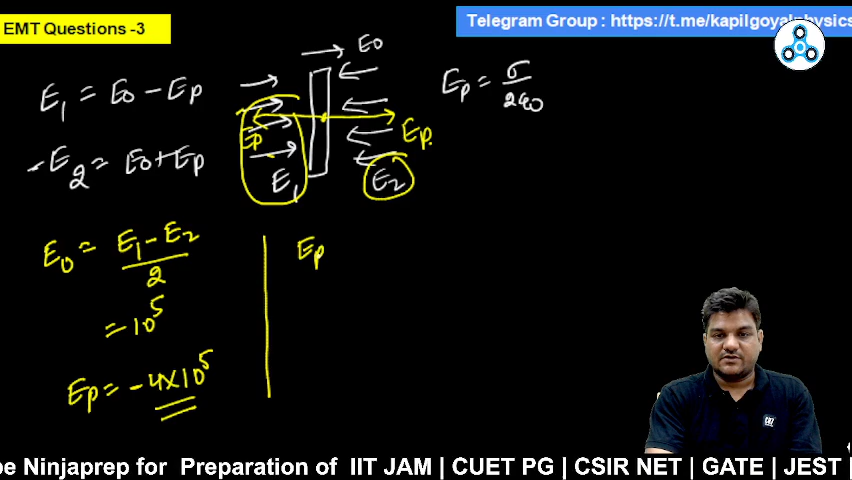 EMT Questions -3
Telegram Group : https://t.me/kapilgoyalphysics
E₁ = E0 - Ep
E0
Ep = σ/2ε0
-E₂ = E0 + Ep
Ep
Ep
E₁
E₂
E₀ = (E₁ - E₂)/2
Ep
= 10⁵
Ep = -4×10⁵
be Ninjaprep for Preparation of IIT JAM | CUET PG | CSIR NET | GATE | JEST |